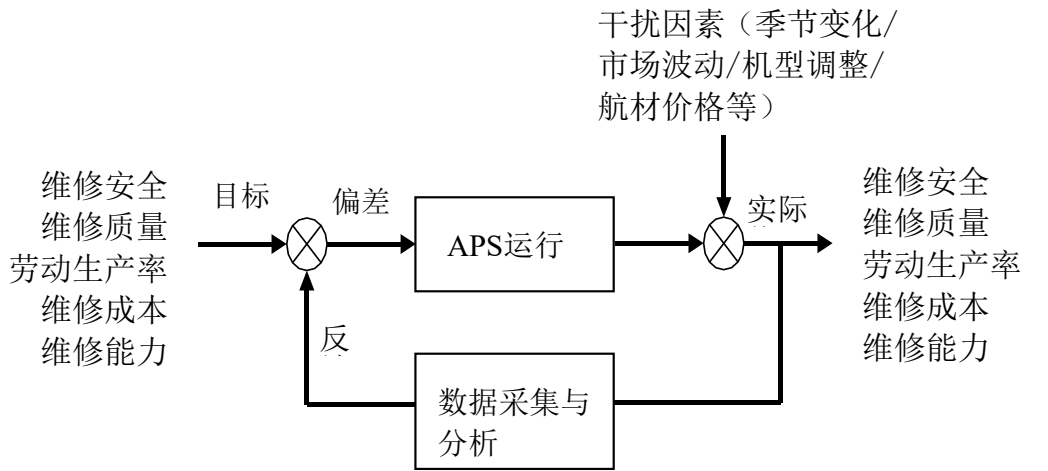 干扰因素（季节变化/
市场波动/机型调整/
航材价格等）
维修安全
维修质量
劳动生产率
维修成本
维修能力
目标
偏差
APS运行
实际
维修安全
维修质量
劳动生产率
维修成本
维修能力
反
数据采集与
分析